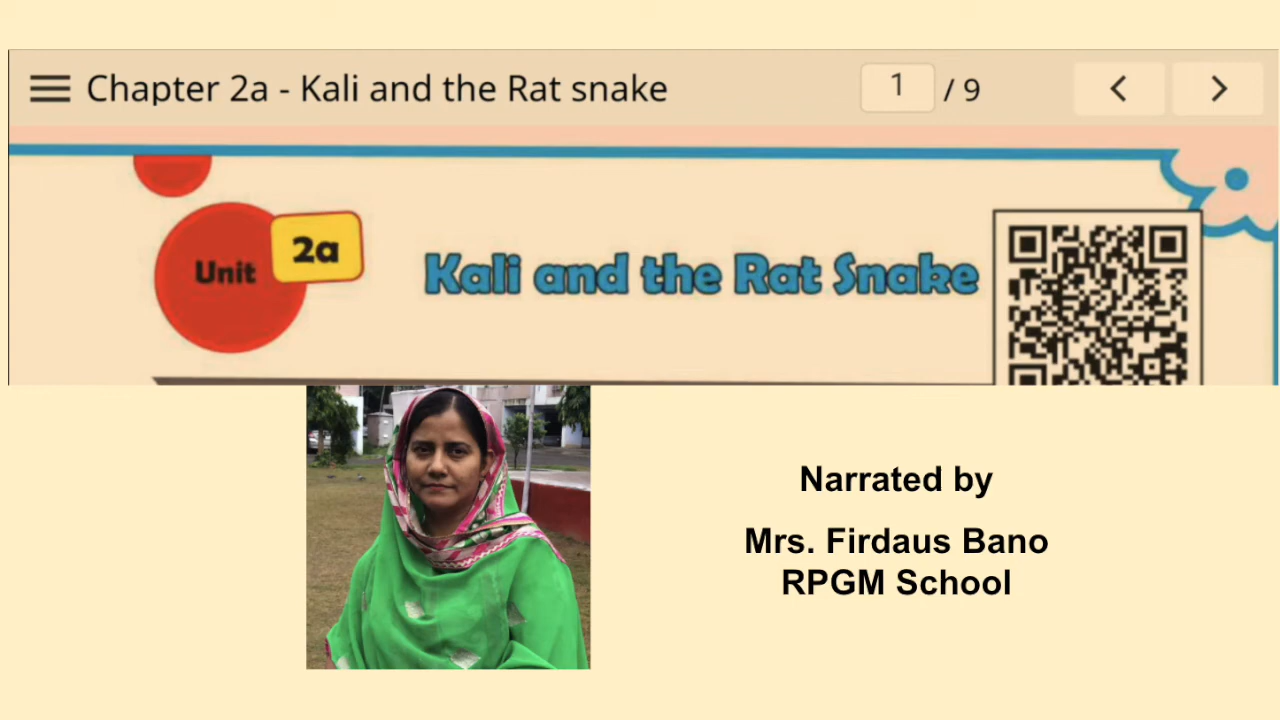 Chapter 2a - Kali and the Rat snake
1 / 9
Unit
2a
Kali and the Rat Snake
Narrated by
Mrs. Firdaus Bano
RPGM School